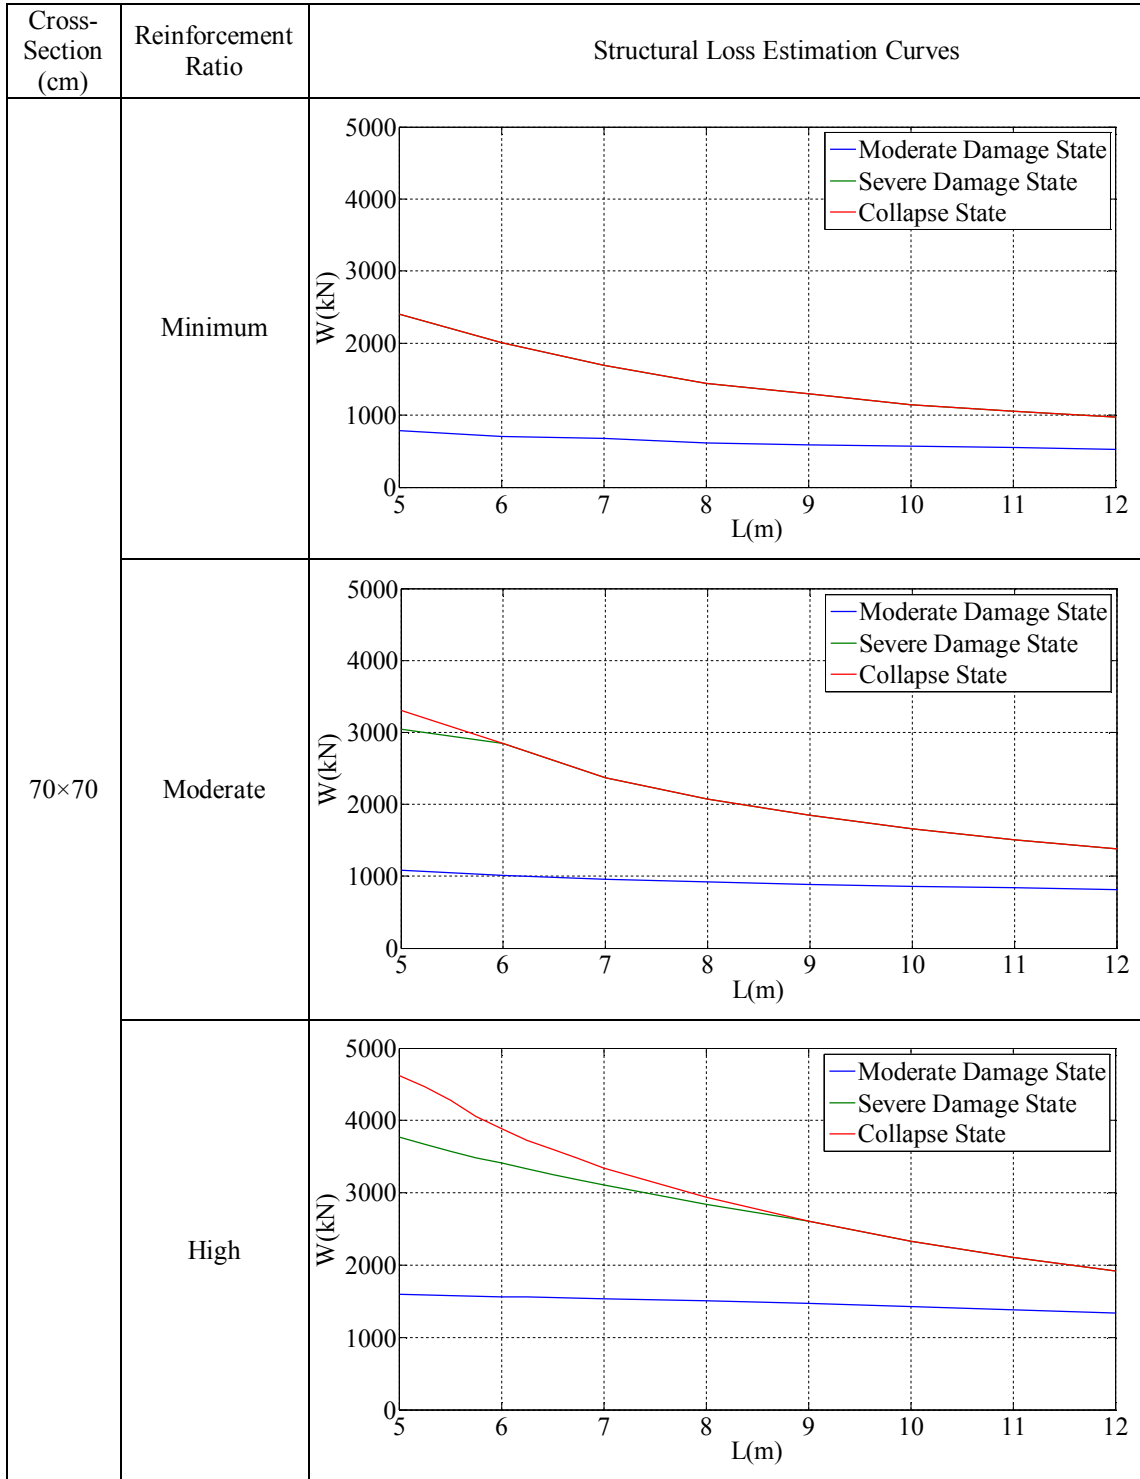 Cross-
Section
(cm)
Reinforcement
Ratio
Structural Loss Estimation Curves
70×70
Minimum
5000
4000
3000
2000
1000
0
W(kN)
Moderate Damage State
Severe Damage State
Collapse State
5 6 7 8 9 10 11 12
L(m)
Moderate
5000
4000
3000
2000
1000
0
W(kN)
Moderate Damage State
Severe Damage State
Collapse State
5 6 7 8 9 10 11 12
L(m)
High
5000
4000
3000
2000
1000
0
W(kN)
Moderate Damage State
Severe Damage State
Collapse State
5 6 7 8 9 10 11 12
L(m)